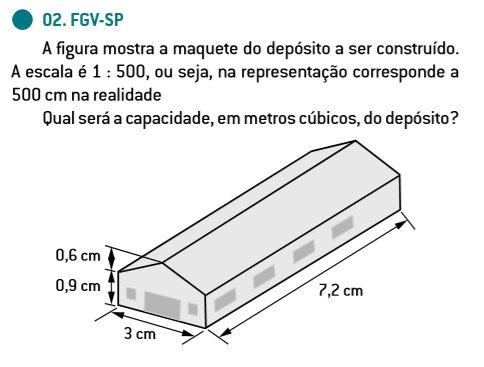 02. FGV-SP
A figura mostra a maquete do depósito a ser construído.
A escala é 1 : 500, ou seja, na representação corresponde a
500 cm na realidade
Qual será a capacidade, em metros cúbicos, do depósito?
0,6 cm
0,9 cm
7,2 cm
3 cm